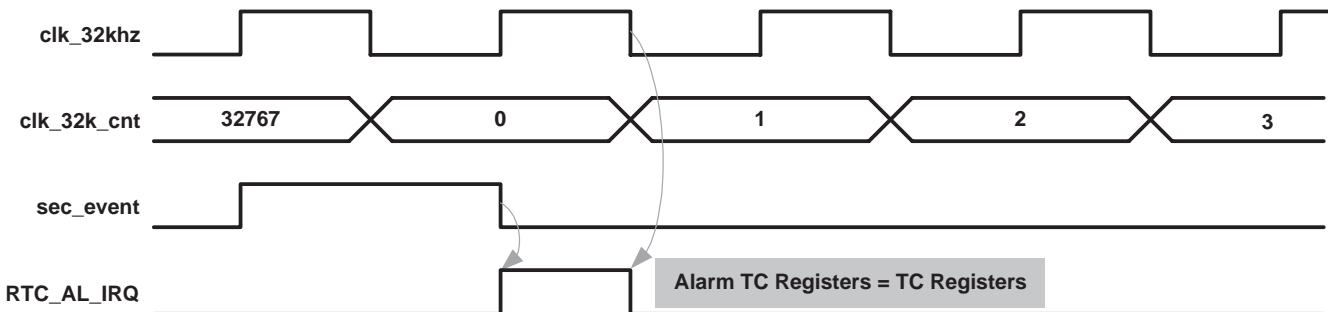 clk_32khz
clk_32k_cnt 32767 0 1 2 3
sec_event
RTC_AL_IRQ Alarm TC Registers = TC Registers